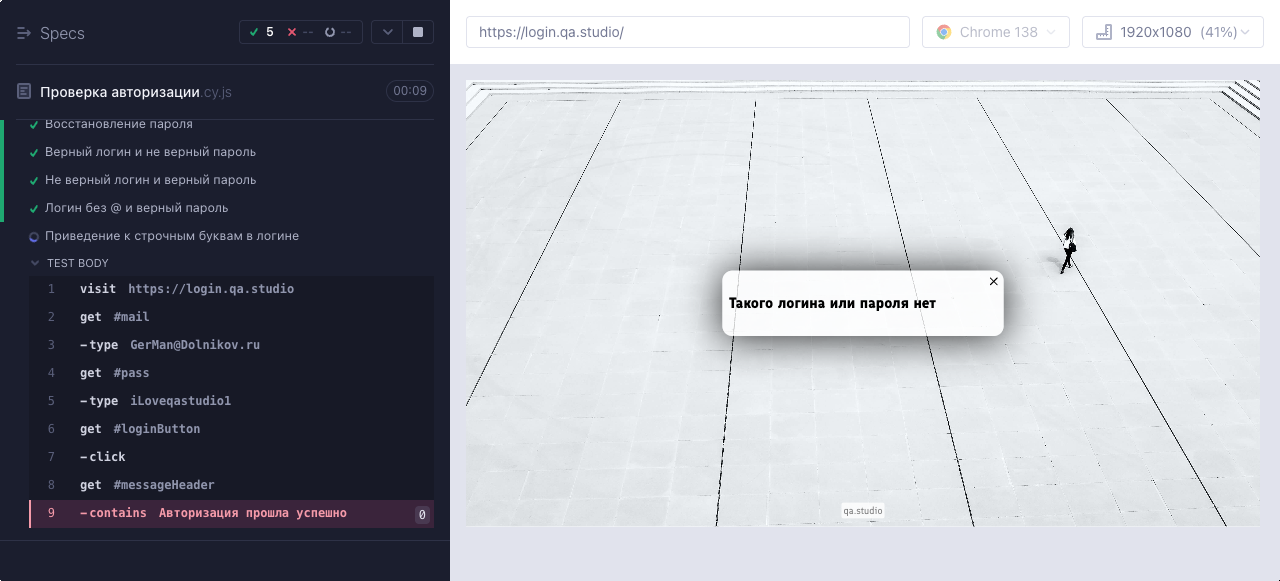 Specs
5 -- --
https://login.qa.studio/
Chrome 138
1920x1080 (41%)
Проверка авторизации.cy.js
00:09
Восстановление пароля
Верный логин и не верный пароль
Не верный логин и верный пароль
Логин без @ и верный пароль
Приведение к строчным буквам в логине
TEST BODY
1 visit https://login.qa.studio
2 get #mail
3 -type GerMan@Dolnikov.ru
4 get #pass
5 -type iLoveqastudio1
6 get #loginButton
7 -click
8 get #messageHeader
9 -contains Авторизация прошла успешно 0
Такого логина или пароля нет
qa.studio